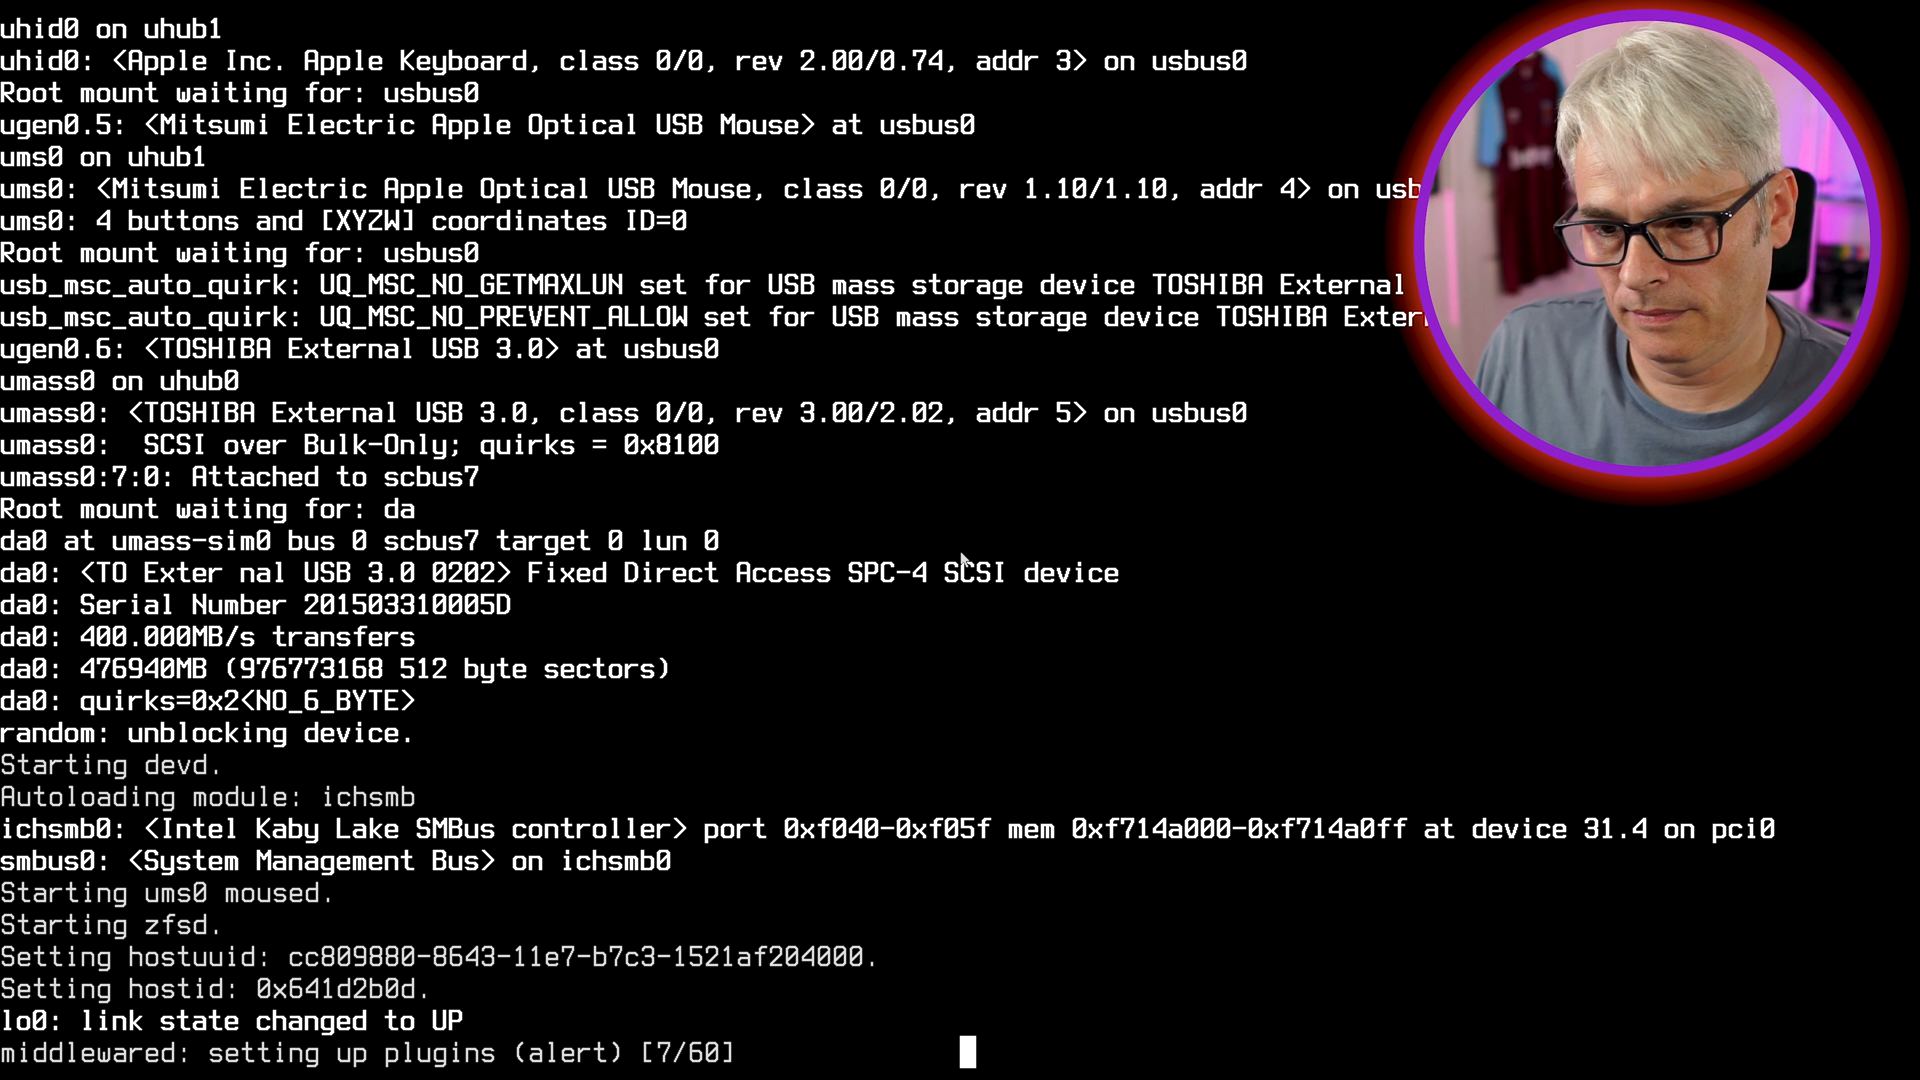 uhid0 on uhub1
uhid0: <Apple Inc. Apple Keyboard, class 0/0, rev 2.00/0.74, addr 3> on usbus0
Root mount waiting for: usbus0
ugen0.5: <Mitsumi Electric Apple Optical USB Mouse> at usbus0
ums0 on uhub1
ums0: <Mitsumi Electric Apple Optical USB Mouse, class 0/0, rev 1.10/1.10, addr 4> on usb
ums0: 4 buttons and [XYZW] coordinates ID=0
Root mount waiting for: usbus0
usb_msc_auto_quirk: UQ_MSC_NO_GETMAXLUN set for USB mass storage device TOSHIBA External
usb_msc_auto_quirk: UQ_MSC_NO_PREVENT_ALLOW set for USB mass storage device TOSHIBA Exter
ugen0.6: <TOSHIBA External USB 3.0> at usbus0
umass0 on uhub0
umass0: <TOSHIBA External USB 3.0, class 0/0, rev 3.00/2.02, addr 5> on usbus0
umass0:  SCSI over Bulk-Only; quirks = 0x8100
umass0:7:0: Attached to scbus7
Root mount waiting for: da
da0 at umass-sim0 bus 0 scbus7 target 0 lun 0
da0: <TO Exter nal USB 3.0 0202> Fixed Direct Access SPC-4 SCSI device
da0: Serial Number 20150331​0005D
da0: 400.000MB/s transfers
da0: 476940MB (976773168 512 byte sectors)
da0: quirks=0x2<NO_6_BYTE>
random: unblocking device.
Starting devd.
Autoloading module: ichsmb
ichsmb0: <Intel Kaby Lake SMBus controller> port 0xf040-0xf05f mem 0xf714a000-0xf714a0ff at device 31.4 on pci0
smbus0: <System Management Bus> on ichsmb0
Starting ums0 moused.
Starting zfsd.
Setting hostuuid: cc809880-8643-11e7-b7c3-1521af204000.
Setting hostid: 0x641d2b0d.
lo0: link state changed to UP
middlewared: setting up plugins (alert) [7/60]